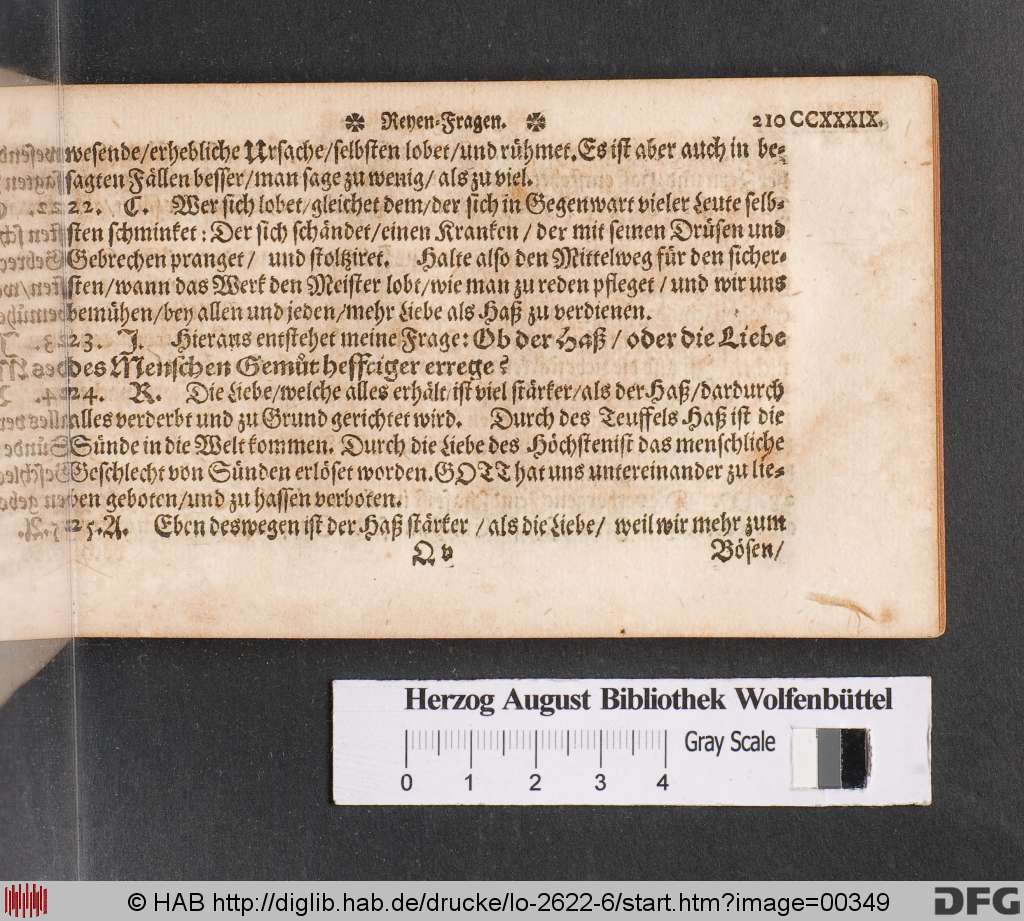 ✼ Reyen-Fragen. ✼ 210 CCXXXIX.
wesende/erhebliche Ursache/selbsten lobet/und rühmet. Es ist aber auch in be-
sagten Fällen besser/man sage zu wenig/ als zu viel.
22. C. Wer sich lobet/gleichet dem/der sich in Gegenwart vieler Leute selb-
sten schminket: Der sich schändet/einen Kranken / der mit seinen Drüsen und
Gebrechen pranget/ und stoltziret. Halte also den Mittelweg für den sicher-
sten/wann das Werk den Meister lobt/wie man zu reden pfleget / und wir uns
bemühen/bey allen und jeden/mehr Liebe als Haß zu verdienen.
23. J. Hieraus entstehet meine Frage: Ob der Haß / oder die Liebe
des Menschen Gemüt hefftiger errege?
24. R. Die Liebe/welche alles erhält/ist viel stärker/als der Haß/dardurch
alles verderbt und zu Grund gerichtet wird. Durch des Teuffels Haß ist die
Sünde in die Welt kommen. Durch die Liebe des Höchsten ist das menschliche
Geschlecht von Sünden erlöset worden. GOTT hat uns untereinander zu lie-
ben geboten/und zu hassen verboten.
25. A. Eben deswegen ist der Haß stärker / als die Liebe/ weil wir mehr zum
Q v Bösen/
Herzog August Bibliothek Wolfenbüttel
Gray Scale
0 1 2 3 4
© HAB http://diglib.hab.de/drucke/lo-2622-6/start.htm?image=00349
DFG